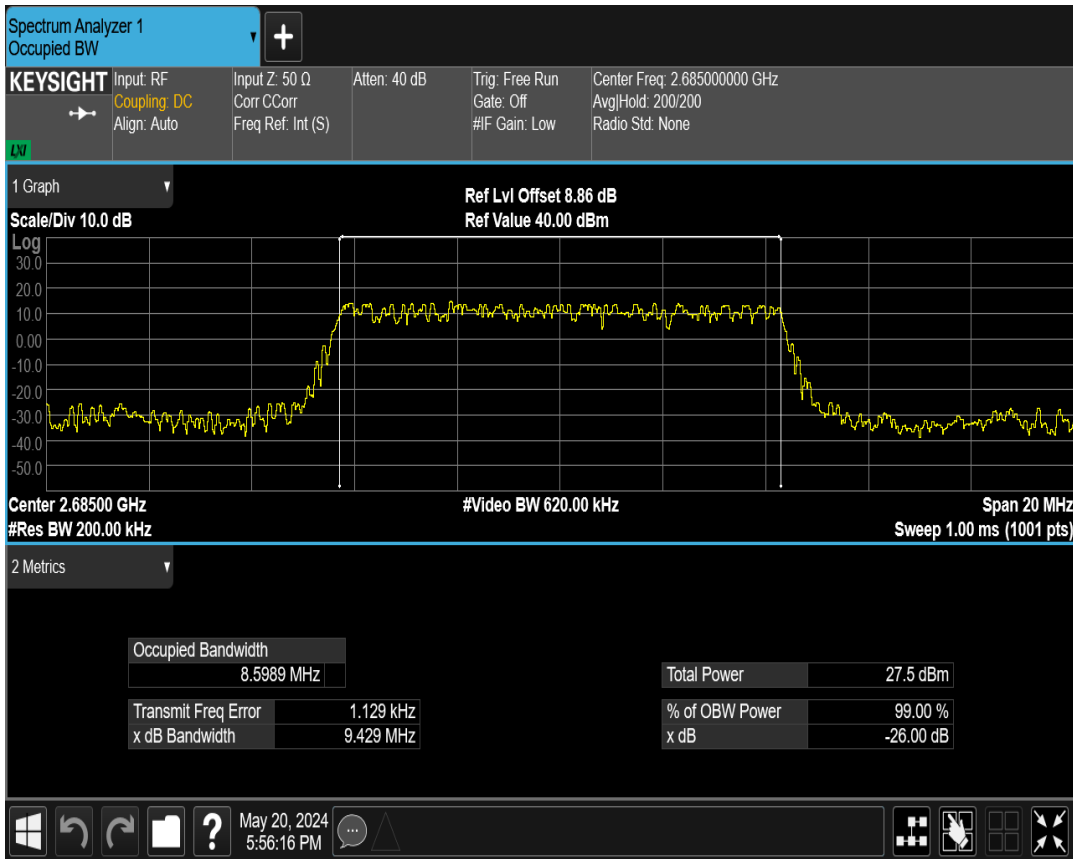 Spectrum Analyzer 1
Occupied BW
KEYSIGHT
LXI
Input: RF
Coupling: DC
Align: Auto
Input Z: 50 Ω
Corr CCorr
Freq Ref: Int (S)
Atten: 40 dB
Trig: Free Run
Gate: Off
#IF Gain: Low
Center Freq: 2.685000000 GHz
Avg|Hold: 200/200
Radio Std: None
1 Graph
Scale/Div 10.0 dB
Ref Lvl Offset 8.86 dB
Ref Value 40.00 dBm
Log
30.0
20.0
10.0
0.00
-10.0
-20.0
-30.0
-40.0
-50.0
Center 2.68500 GHz
#Video BW 620.00 kHz
Span 20 MHz
#Res BW 200.00 kHz
Sweep 1.00 ms (1001 pts)
2 Metrics
Occupied Bandwidth
8.5989 MHz
Transmit Freq Error 1.129 kHz
x dB Bandwidth 9.429 MHz
Total Power 27.5 dBm
% of OBW Power 99.00 %
x dB -26.00 dB
?
May 20, 2024
5:56:16 PM